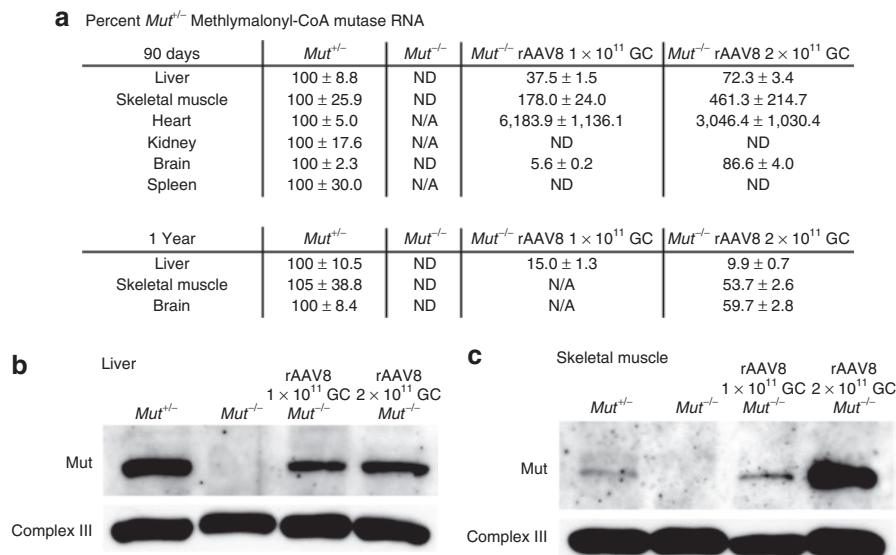 a Percent Mut+/– Methlymalonyl-CoA mutase RNA
90 days Mut+/– Mut–/– Mut–/– rAAV8 1 × 10¹¹ GC Mut–/– rAAV8 2 × 10¹¹ GC
Liver 100 ± 8.8 ND 37.5 ± 1.5 72.3 ± 3.4
Skeletal muscle 100 ± 25.9 ND 178.0 ± 24.0 461.3 ± 214.7
Heart 100 ± 5.0 N/A 6,183.9 ± 1,136.1 3,046.4 ± 1,030.4
Kidney 100 ± 17.6 N/A ND ND
Brain 100 ± 2.3 ND 5.6 ± 0.2 86.6 ± 4.0
Spleen 100 ± 30.0 N/A ND ND
1 Year Mut+/– Mut–/– Mut–/– rAAV8 1 × 10¹¹ GC Mut–/– rAAV8 2 × 10¹¹ GC
Liver 100 ± 10.5 ND 15.0 ± 1.3 9.9 ± 0.7
Skeletal muscle 105 ± 38.8 ND N/A 53.7 ± 2.6
Brain 100 ± 8.4 ND N/A 59.7 ± 2.8
b Liver
rAAV8 rAAV8
1 × 10¹¹ GC 2 × 10¹¹ GC
Mut+/– Mut–/– Mut–/– Mut–/–
Mut
Complex III
c Skeletal muscle
rAAV8 rAAV8
1 × 10¹¹ GC 2 × 10¹¹ GC
Mut+/– Mut–/– Mut–/– Mut–/–
Mut
Complex III